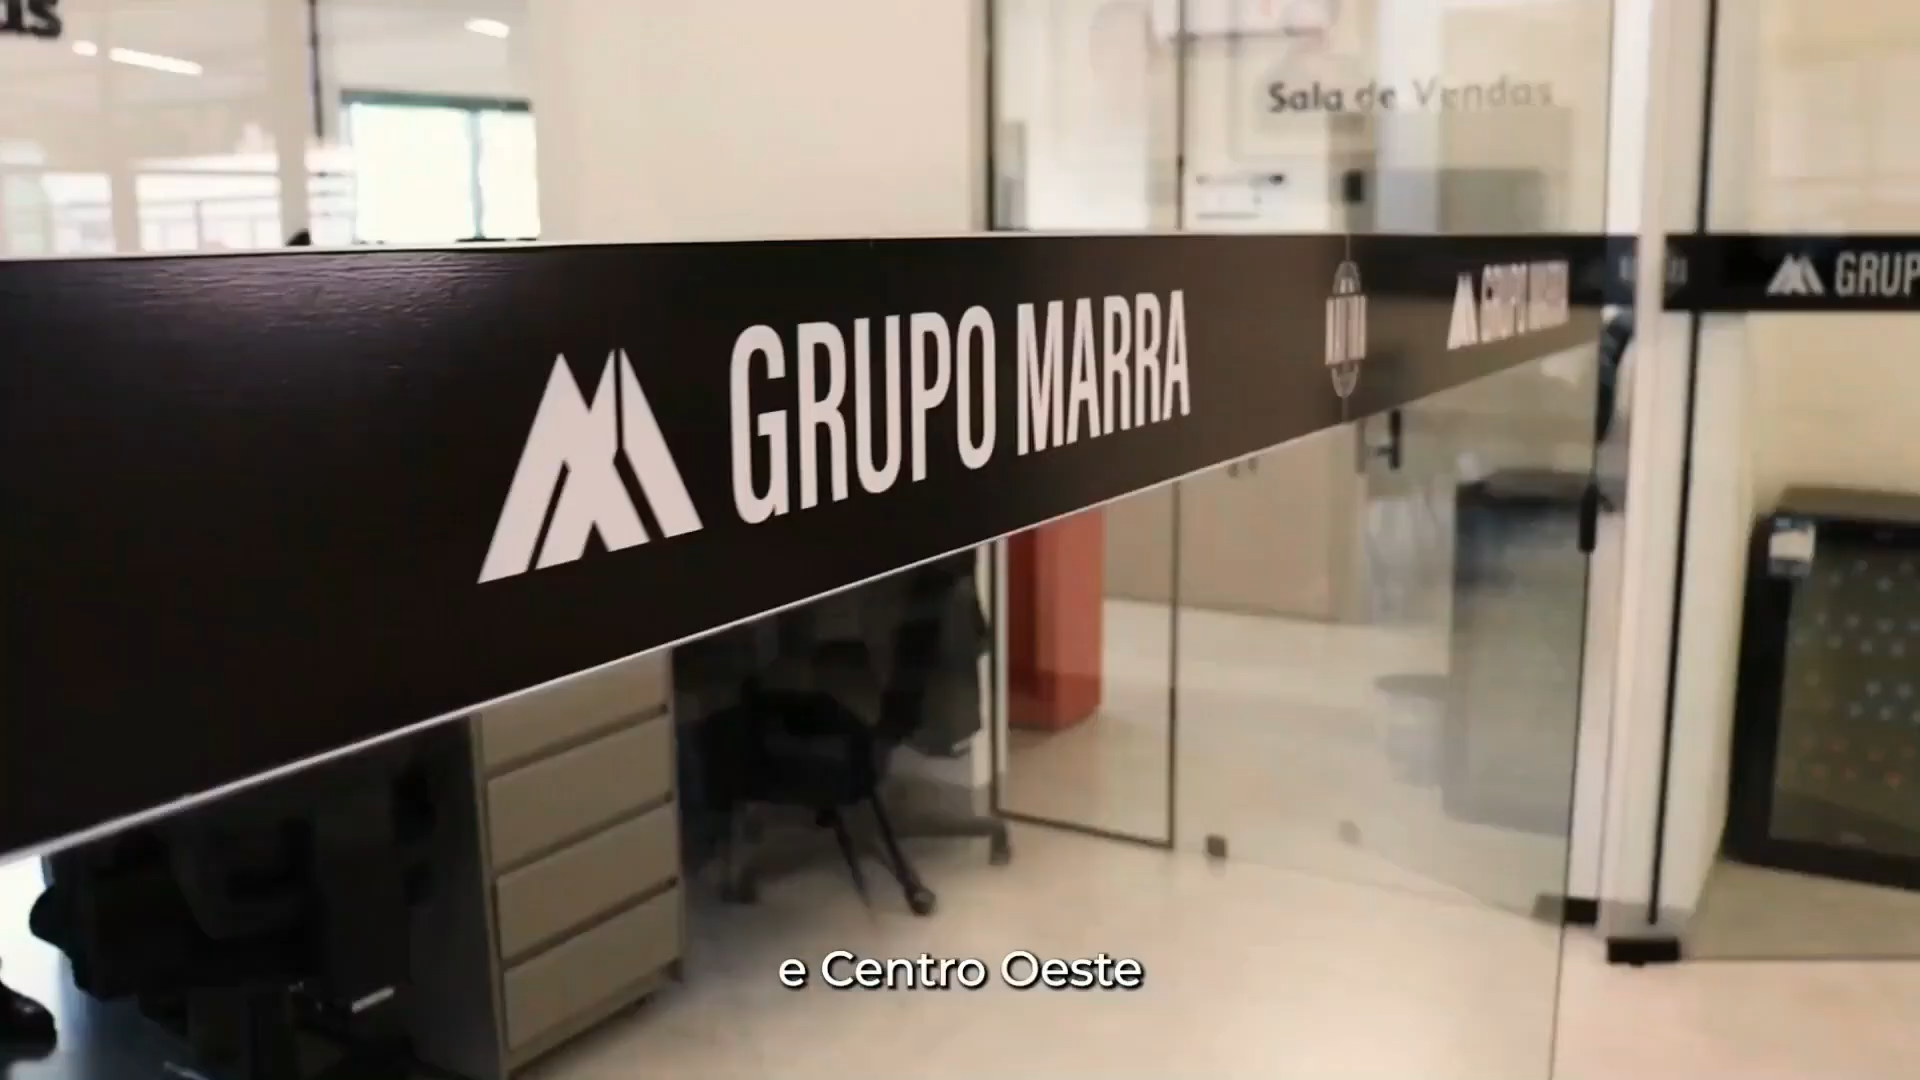 Sala de Vendas
GRUPO MARRA
GRUPO MARRA
GRUP
e Centro Oeste